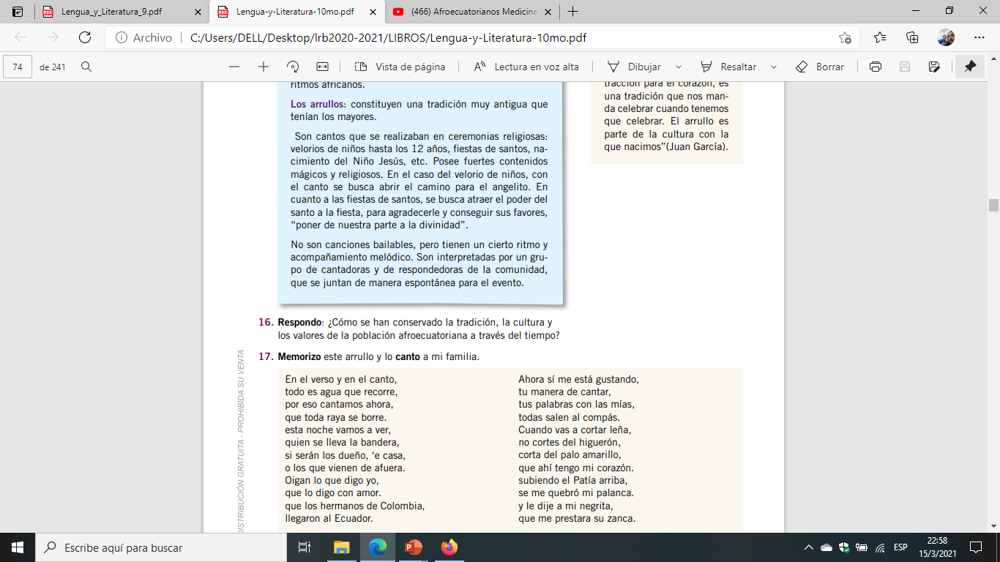 Lengua_y_Literatura_9.pdf
Lengua-y-Literatura-10mo.pdf
(466) Afroecuatorianos Medicina
Archivo
C:/Users/DELL/Desktop/lrb2020-2021/LIBROS/Lengua-y-Literatura-10mo.pdf
74
de 241
Vista de página
Lectura en voz alta
Dibujar
Resaltar
Borrar
ritmos africanos.
Los arrullos: constituyen una tradición muy antigua que
tenían los mayores.
Son cantos que se realizaban en ceremonias religiosas:
velorios de niños hasta los 12 años, fiestas de santos, na-
cimiento del Niño Jesús, etc. Posee fuertes contenidos
mágicos y religiosos. En el caso del velorio de niños, con
el canto se busca abrir el camino para el angelito. En
cuanto a las fiestas de santos, se busca atraer el poder del
santo a la fiesta, para agradecerle y conseguir sus favores,
“poner de nuestra parte a la divinidad”.
No son canciones bailables, pero tienen un cierto ritmo y
acompañamiento melódico. Son interpretadas por un gru-
po de cantadoras y de respondedoras de la comunidad,
que se juntan de manera espontánea para el evento.
tracción para el corazón, es
una tradición que nos man-
da celebrar cuando tenemos
que celebrar. El arrullo es
parte de la cultura con la
que nacimos”(Juan García).
16. Respondo: ¿Cómo se han conservado la tradición, la cultura y
los valores de la población afroecuatoriana a través del tiempo?
17. Memorizo este arrullo y lo canto a mi familia.
En el verso y en el canto,
todo es agua que recorre,
por eso cantamos ahora,
que toda raya se borre.
esta noche vamos a ver,
quien se lleva la bandera,
si serán los dueño, ‘e casa,
o los que vienen de afuera.
Oigan lo que digo yo,
que lo digo con amor.
que los hermanos de Colombia,
llegaron al Ecuador.
Ahora sí me está gustando,
tu manera de cantar,
tus palabras con las mías,
todas salen al compás.
Cuando vas a cortar leña,
no cortes del higuerón,
corta del palo amarillo,
que ahí tengo mi corazón.
subiendo el Patía arriba,
se me quebró mi palanca.
y le dije a mi negrita,
que me prestara su zanca.
DISTRIBUCIÓN GRATUITA - PROHIBIDA SU VENTA
Escribe aquí para buscar
ESP
22:58
15/3/2021